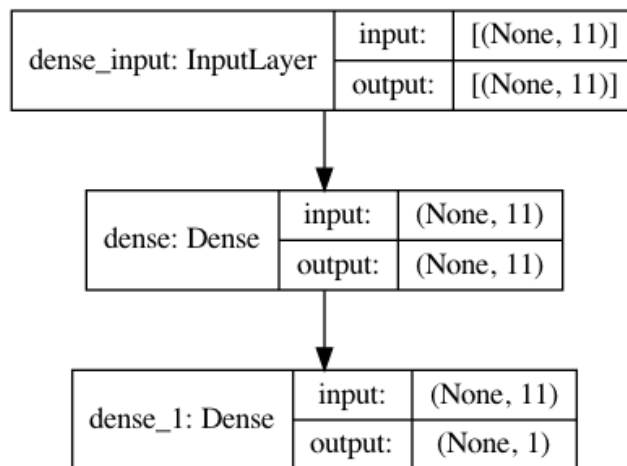 dense_input: InputLayer
input: [(None, 11)]
output: [(None, 11)]
dense: Dense
input: (None, 11)
output: (None, 11)
dense_1: Dense
input: (None, 11)
output: (None, 1)